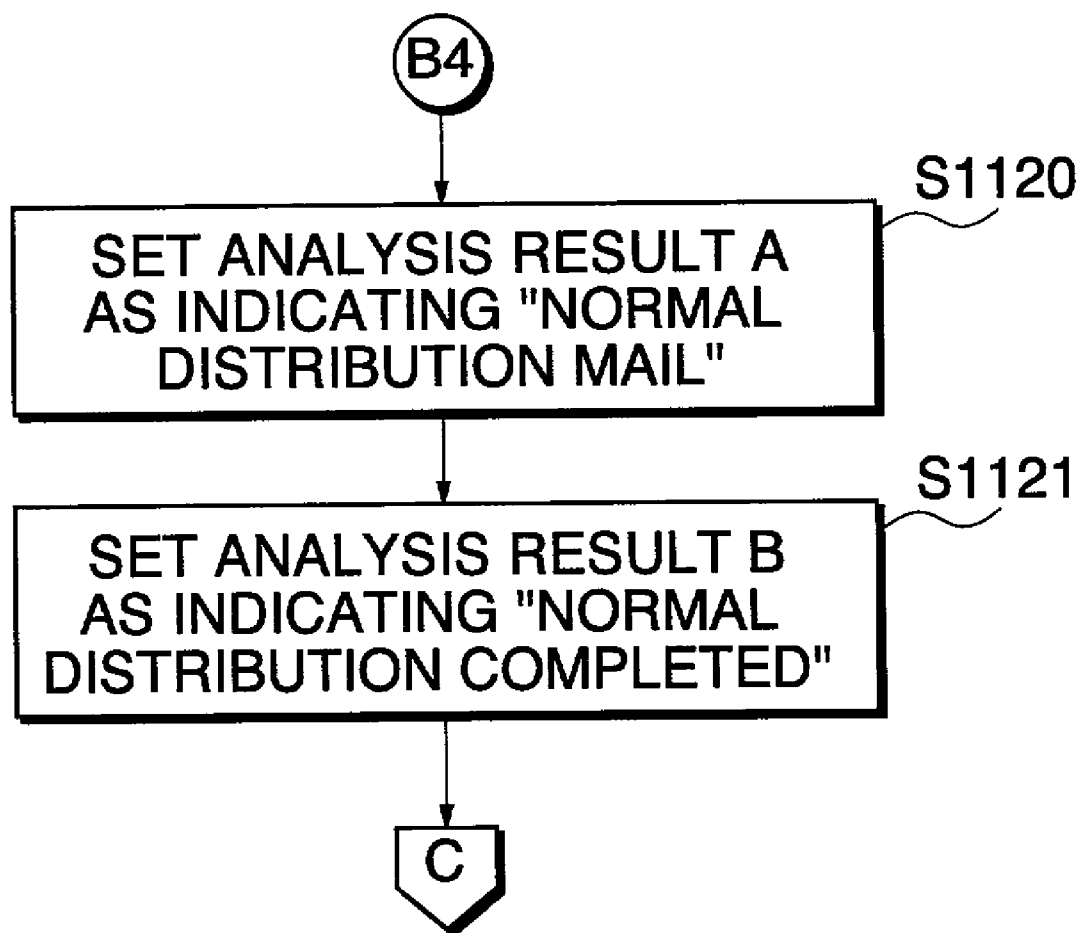 B4
S1120
SET ANALYSIS RESULT A
AS INDICATING "NORMAL
DISTRIBUTION MAIL"
S1121
SET ANALYSIS RESULT B
AS INDICATING "NORMAL
DISTRIBUTION COMPLETED"
C